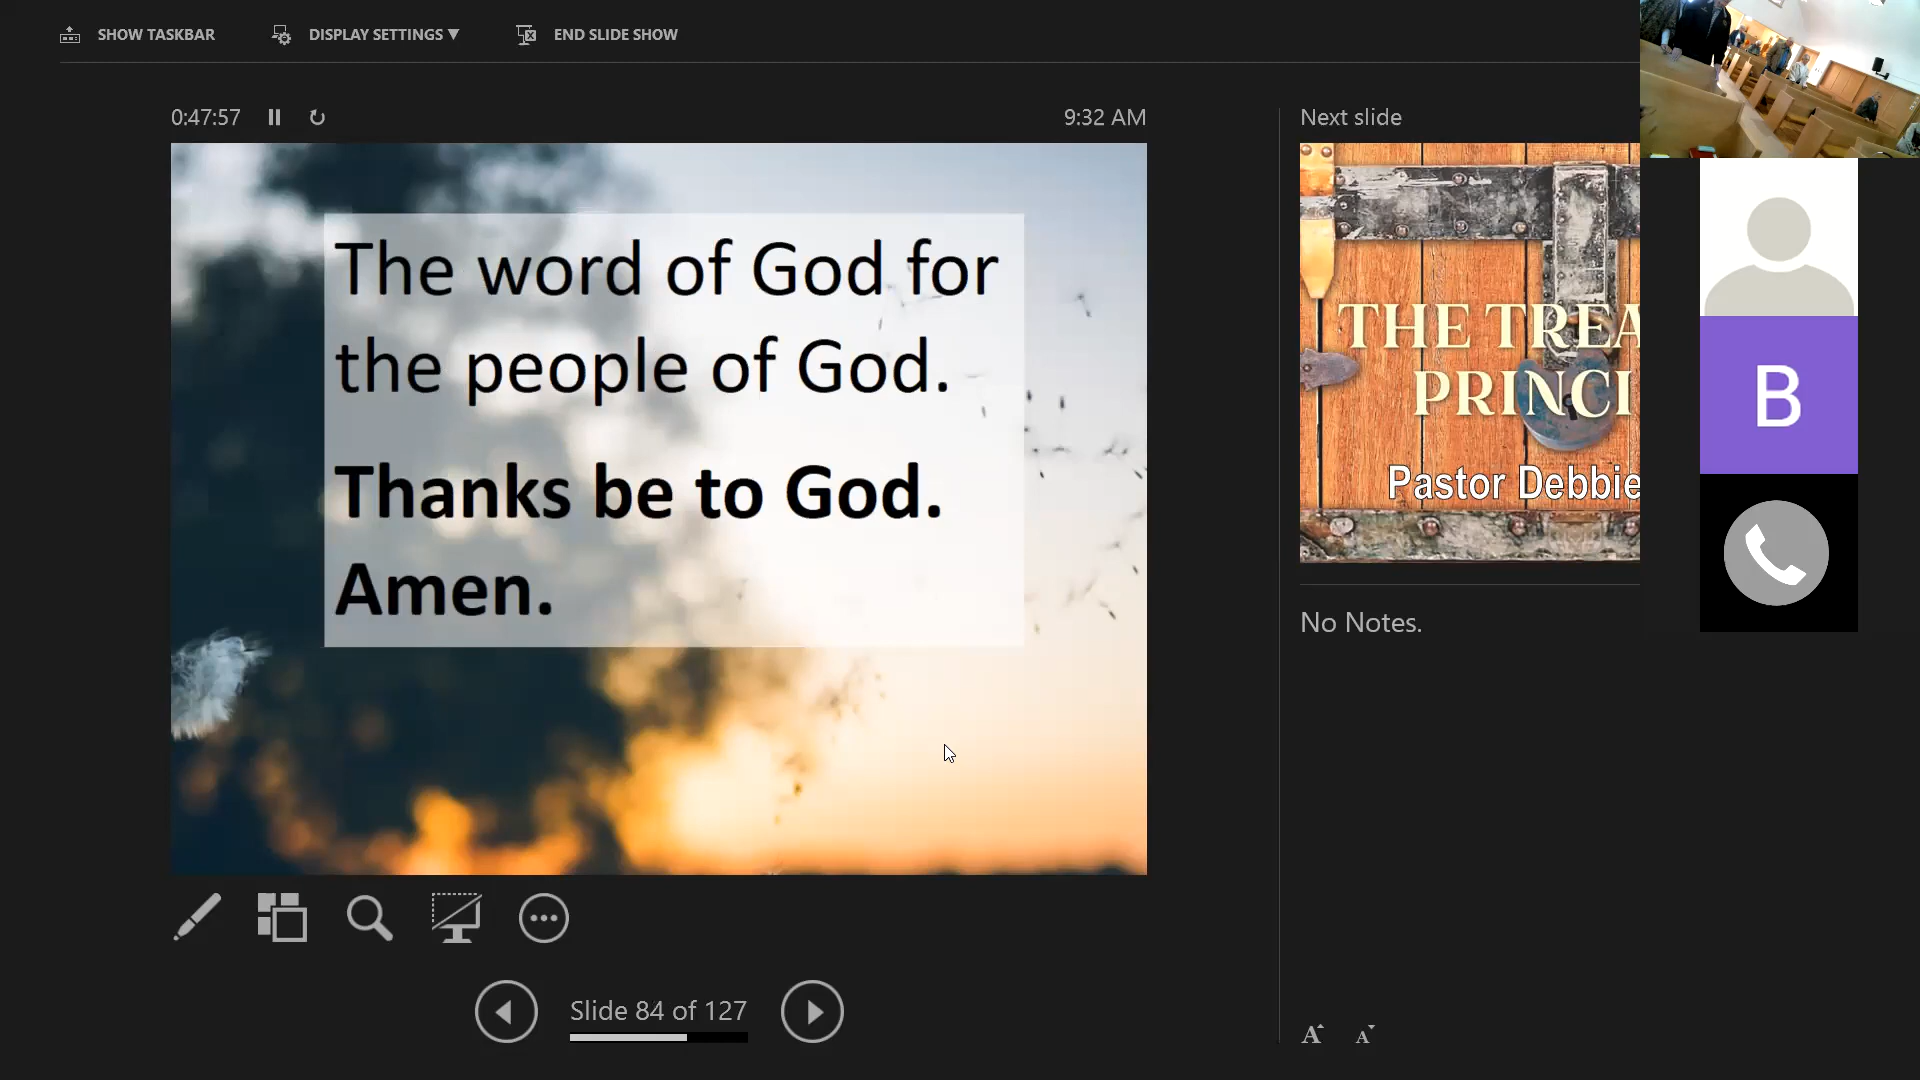 SHOW TASKBAR
DISPLAY SETTINGS ▼
END SLIDE SHOW
0:47:57
9:32 AM
The word of God for
the people of God.
Thanks be to God.
Amen.
Slide 84 of 127
Next slide
THE TREA
PRINCI
Pastor Debbie
No Notes.
A
A
B